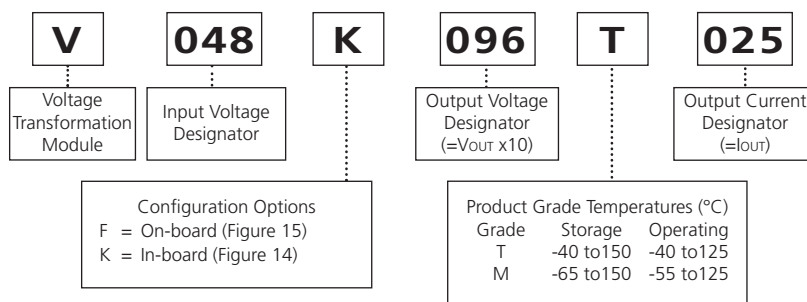 V 048 K 096 T 025
Voltage
Transformation
Module
Input Voltage
Designator
Output Voltage
Designator
(=VOUT x10)
Output Current
Designator
(=IOUT)
Configuration Options
F = On-board (Figure 15)
K = In-board (Figure 14)
Product Grade Temperatures (°C)
Grade Storage Operating
T -40 to150 -40 to125
M -65 to150 -55 to125